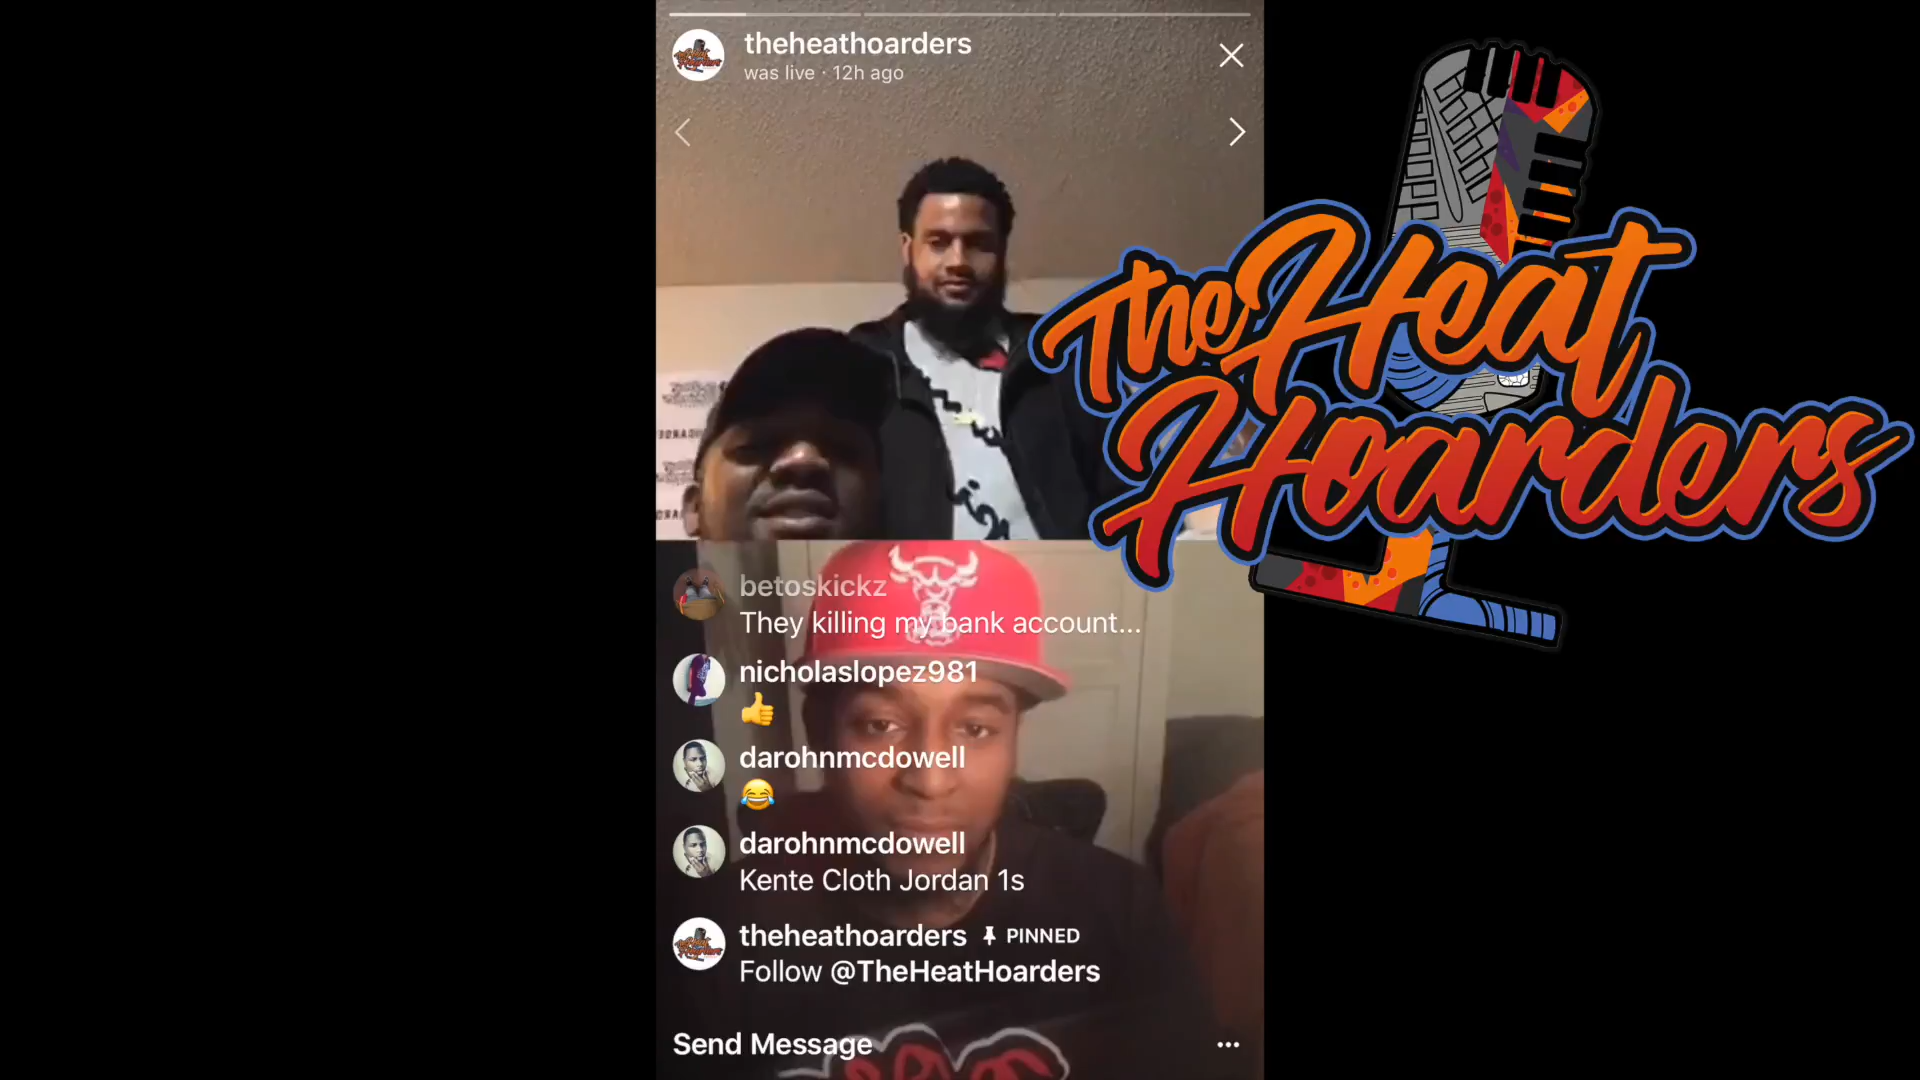 theheathoarders
was live · 12h ago
The Heat
Hoarders
betoskickz
They killing my bank account...
nicholaslopez981
👍
darohnmcdowell
😂
darohnmcdowell
Kente Cloth Jordan 1s
theheathoarders PINNED
Follow @TheHeatHoarders
Send Message